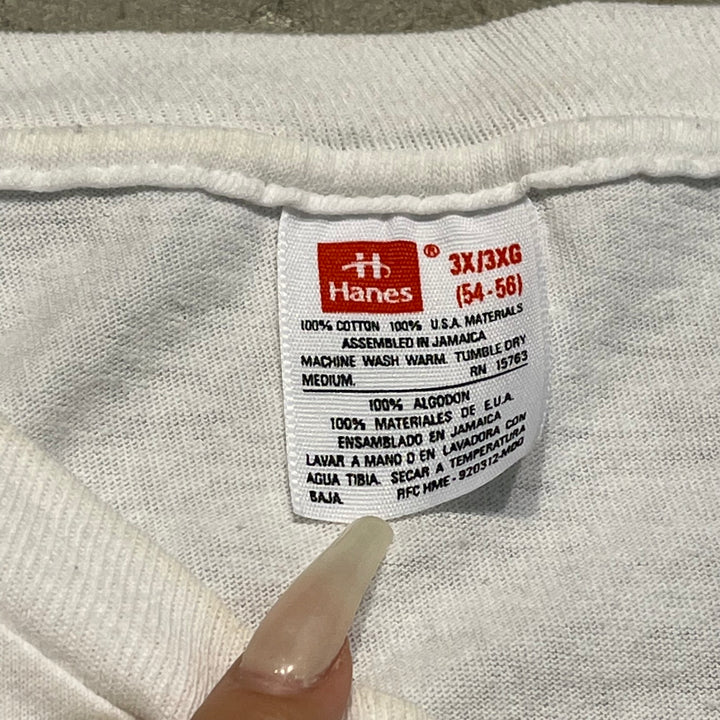 H
Hanes®
3X/3XG
(54-56)
100% COTTON 100% U.S.A. MATERIALS
ASSEMBLED IN JAMAICA
MACHINE WASH WARM. TUMBLE DRY
MEDIUM. RN 15763
100% ALGODON
100% MATERIALES DE E.U.A.
ENSAMBLADO EN JAMAICA
LAVAR A MANO O EN LAVADORA CON
AGUA TIBIA. SECAR A TEMPERATURA
BAJA. RFC HME-920312-MD0